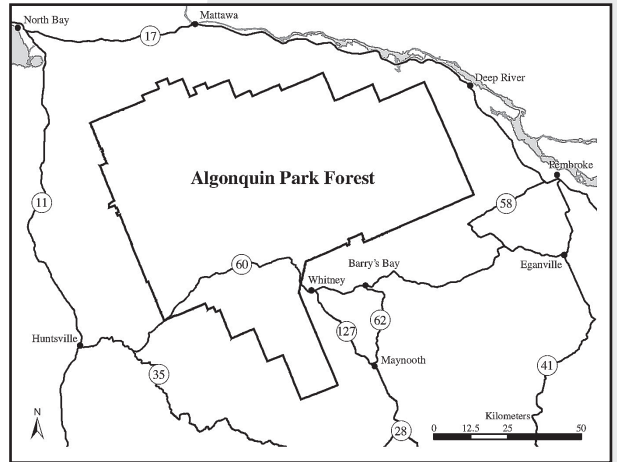 North Bay
Mattawa
17
Deep River
Pembroke
Algonquin Park Forest
11
58
60
Barry's Bay
Eganville
Whitney
62
127
Huntsville
Maynooth
35
41
N
Kilometers
28
0 12.5 25 50